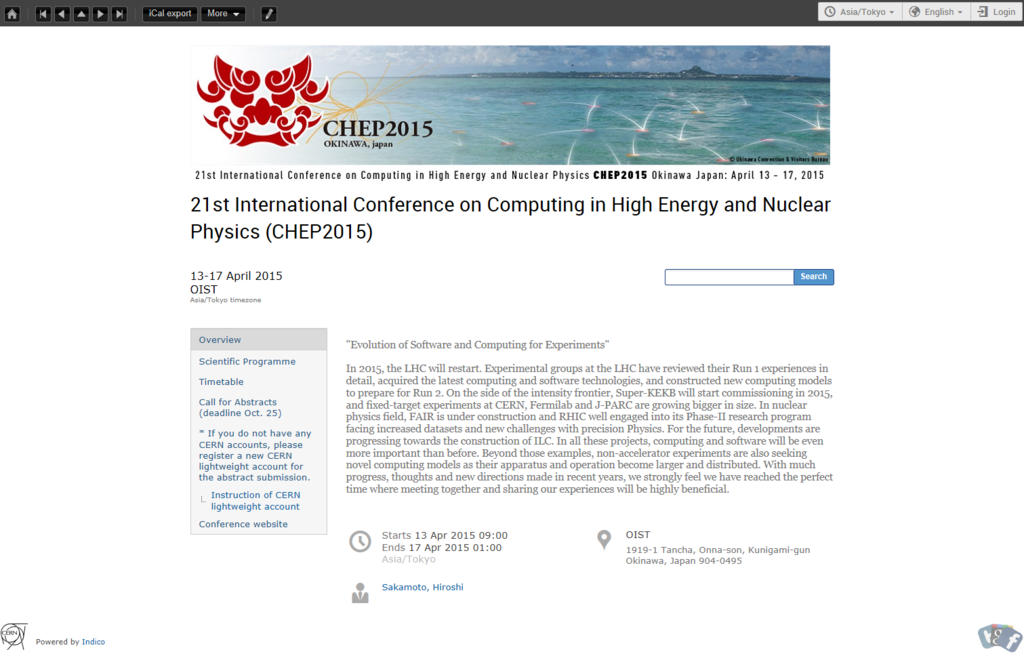 iCal export More Asia/Tokyo English Login
CHEP2015
OKINAWA, japan
© Okinawa Convention & Visitors Bureau
21st International Conference on Computing in High Energy and Nuclear Physics CHEP2015 Okinawa Japan: April 13 - 17, 2015
21st International Conference on Computing in High Energy and Nuclear
Physics (CHEP2015)
13-17 April 2015
OIST
Asia/Tokyo timezone
Search
Overview
Scientific Programme
Timetable
Call for Abstracts
(deadline Oct. 25)
* If you do not have any
CERN accounts, please
register a new CERN
lightweight account for
the abstract submission.
Instruction of CERN
lightweight account
Conference website
"Evolution of Software and Computing for Experiments"
In 2015, the LHC will restart. Experimental groups at the LHC have reviewed their Run 1 experiences in
detail, acquired the latest computing and software technologies, and constructed new computing models
to prepare for Run 2. On the side of the intensity frontier, Super-KEKB will start commissioning in 2015,
and fixed-target experiments at CERN, Fermilab and J-PARC are growing bigger in size. In nuclear
physics field, FAIR is under construction and RHIC well engaged into its Phase-II research program
facing increased datasets and new challenges with precision Physics. For the future, developments are
progressing towards the construction of ILC. In all these projects, computing and software will be even
more important than before. Beyond those examples, non-accelerator experiments are also seeking
novel computing models as their apparatus and operation become larger and distributed. With much
progress, thoughts and new directions made in recent years, we strongly feel we have reached the perfect
time where meeting together and sharing our experiences will be highly beneficial.
Starts 13 Apr 2015 09:00
Ends 17 Apr 2015 01:00
Asia/Tokyo
OIST
1919-1 Tancha, Onna-son, Kunigami-gun
Okinawa, Japan 904-0495
Sakamoto, Hiroshi
CERN
Powered by Indico